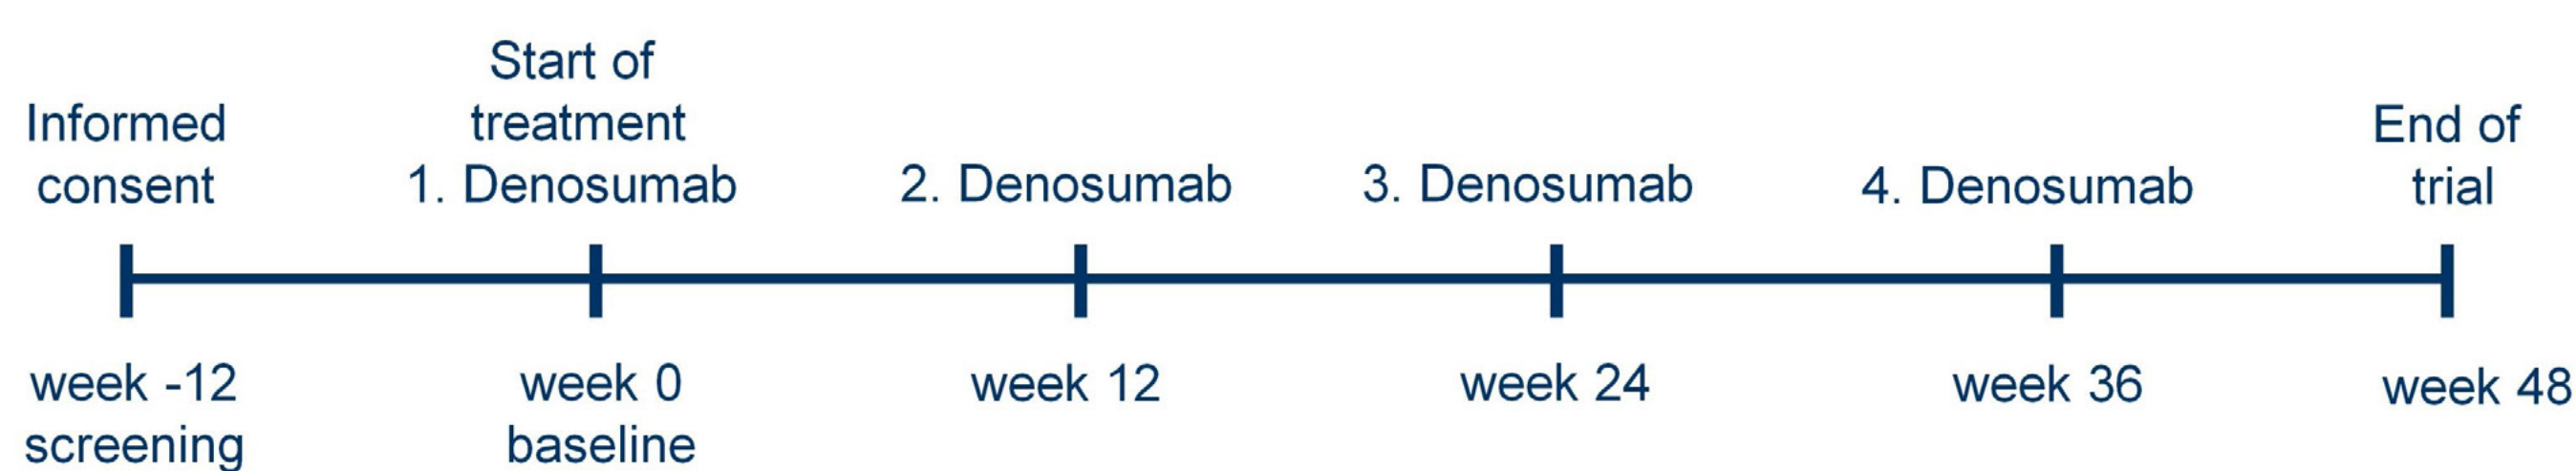 Informed
consent
Start of
treatment
1. Denosumab
2. Denosumab
3. Denosumab
4. Denosumab
End of
trial
week -12
screening
week 0
baseline
week 12
week 24
week 36
week 48